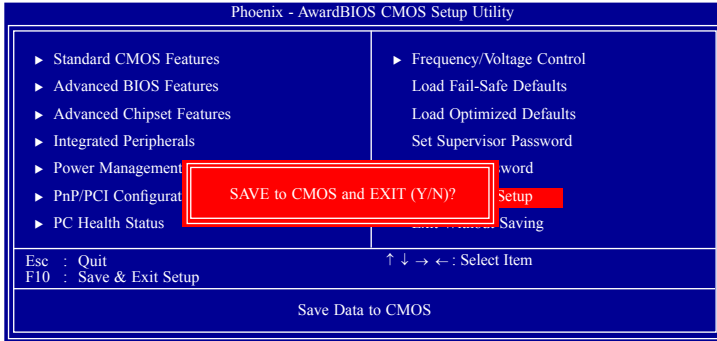 Phoenix - AwardBIOS CMOS Setup Utility
► Standard CMOS Features
► Advanced BIOS Features
► Advanced Chipset Features
► Integrated Peripherals
► Power Management
► PnP/PCI Configurat
► PC Health Status
► Frequency/Voltage Control
Load Fail-Safe Defaults
Load Optimized Defaults
Set Supervisor Password
sword
Setup
Saving
SAVE to CMOS and EXIT (Y/N)?
Esc : Quit
F10 : Save & Exit Setup
↑ ↓ → ← : Select Item
Save Data to CMOS